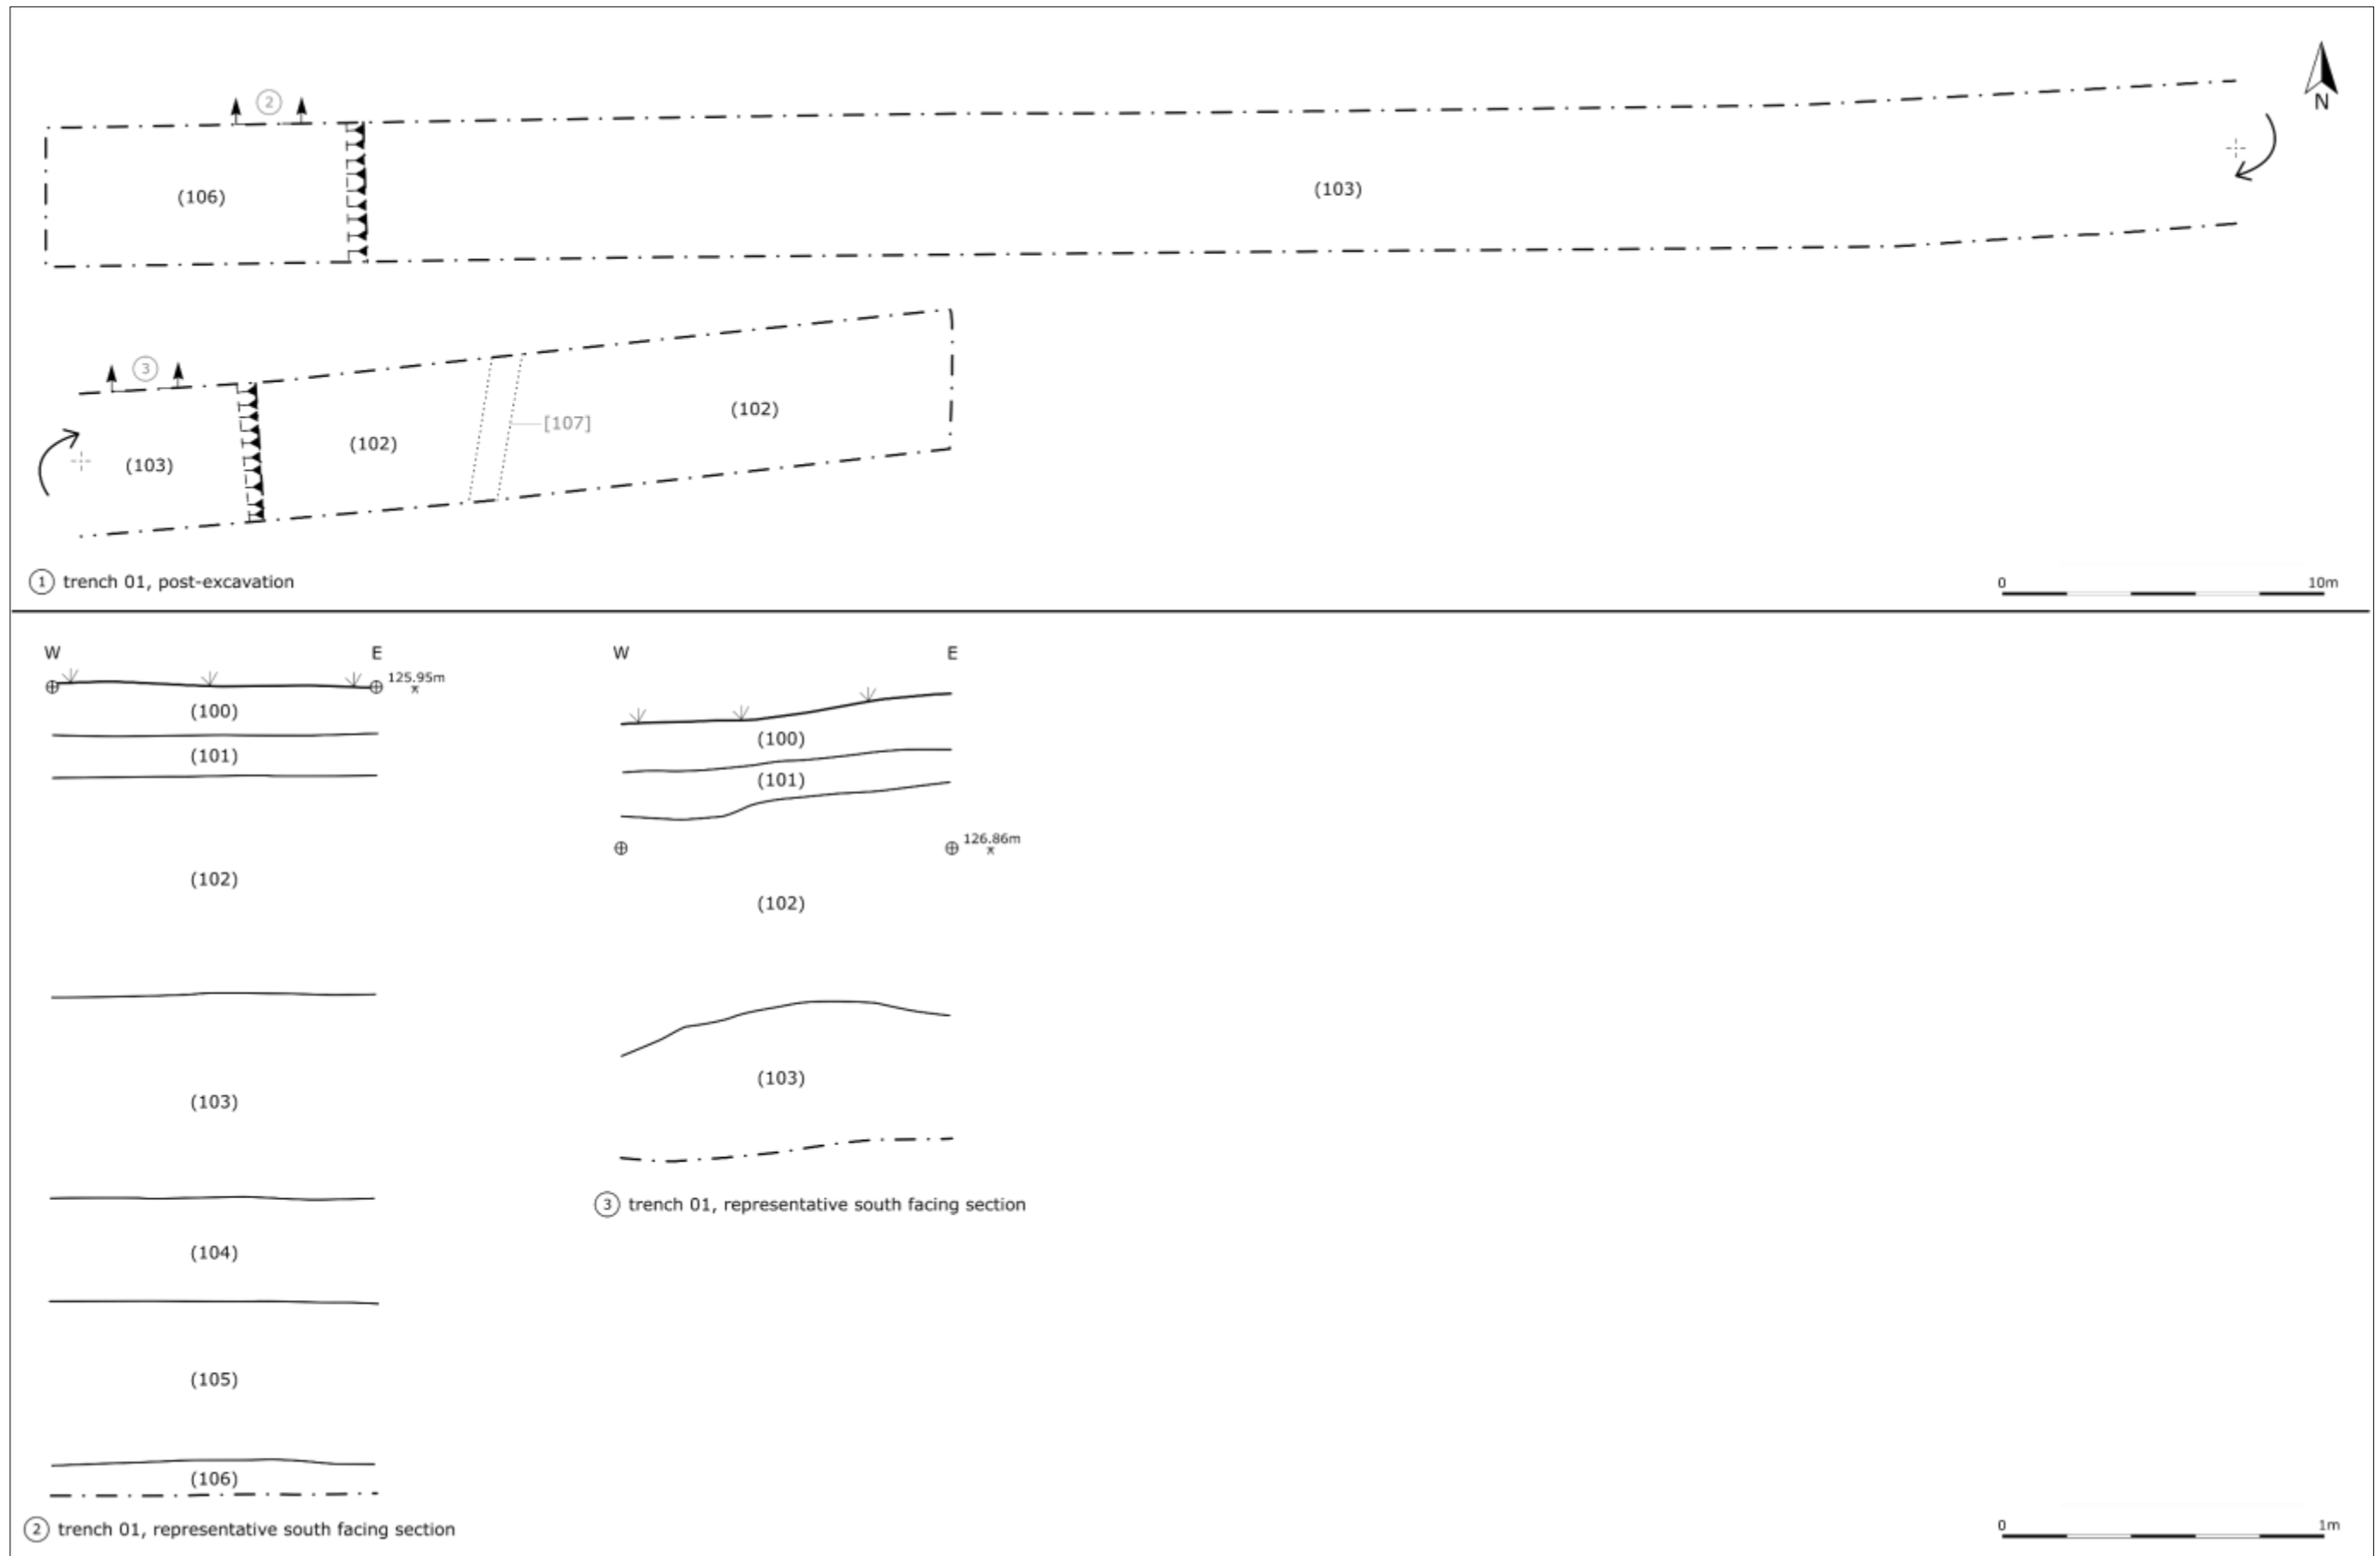 2
N
(106)
(103)
3
[107]
(102)
(102)
(103)
1 trench 01, post-excavation
0 10m
W E
125.95m
(100)
(101)
(102)
(103)
(104)
(105)
(106)
2 trench 01, representative south facing section
W E
(100)
(101)
126.86m
(102)
(103)
3 trench 01, representative south facing section
0 1m